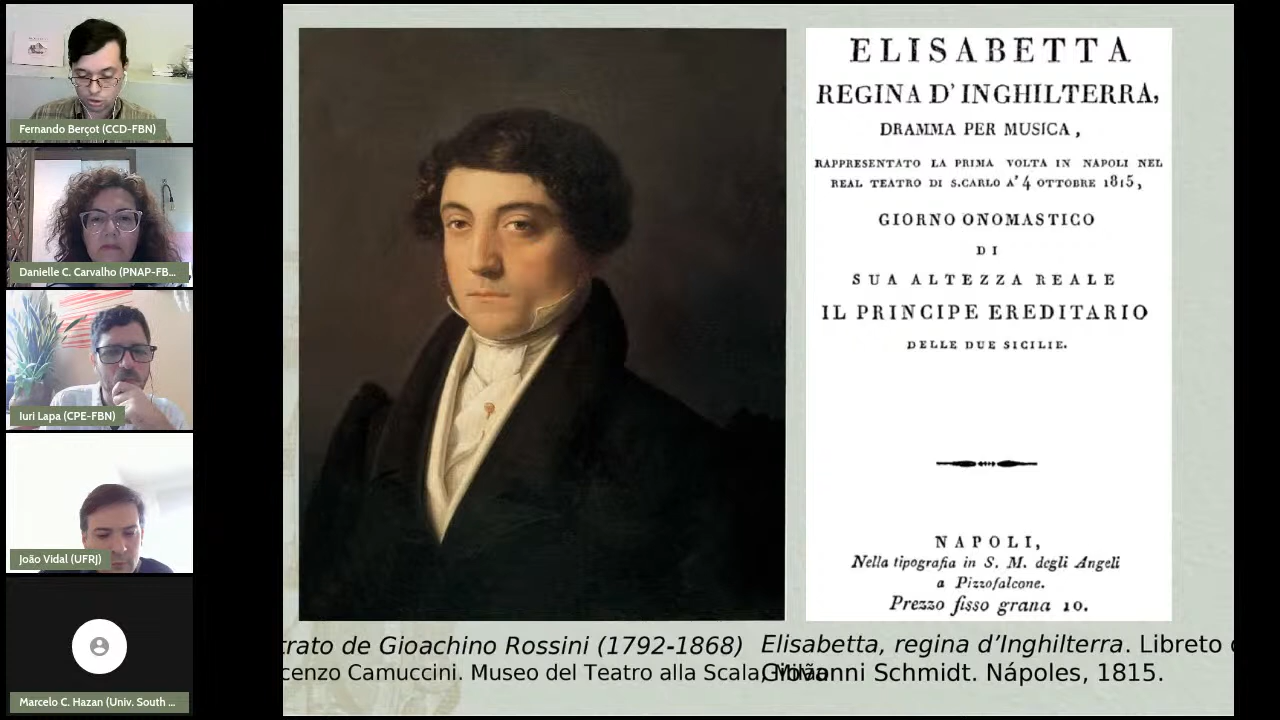 Fernando Berçot (CCD-FBN)
Danielle C. Carvalho (PNAP-FB...
Iuri Lapa (CPE-FBN)
João Vidal (UFRJ)
Marcelo C. Hazan (Univ. South ...
ELISABETTA
REGINA D' INGHILTERRA,
DRAMMA PER MUSICA,
RAPPRESENTATO LA PRIMA VOLTA IN NAPOLI NEL
REAL TEATRO DI S.CARLO A' 4 OTTOBRE 1815,
GIORNO ONOMASTICO
DI
SUA ALTEZZA REALE
IL PRINCIPE EREDITARIO
DELLE DUE SICILIE.
NAPOLI,
Nella tipografia in S. M. degli Angeli
a Pizzofalcone.
Prezzo fisso grana 10.
trato de Gioachino Rossini (1792-1868)
cenzo Camuccini. Museo del Teatro alla Scala, Milão
Elisabetta, regina d'Inghilterra. Libreto
Giovanni Schmidt. Nápoles, 1815.